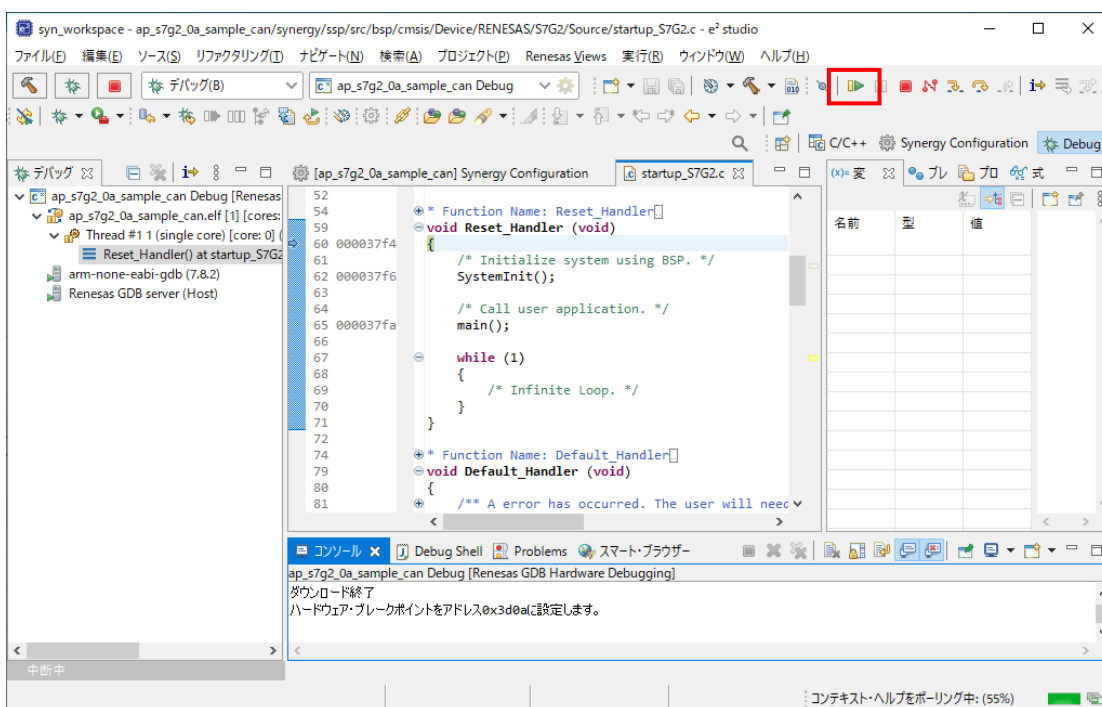 syn_workspace - ap_s7g2_0a_sample_can/synergy/ssp/src/bsp/cmsis/Device/RENESAS/S7G2/Source/startup_S7G2.c - e² studio
ファイル(F) 編集(E) ソース(S) リファクタリング(T) ナビゲート(N) 検索(A) プロジェクト(P) Renesas Views 実行(R) ウィンドウ(W) ヘルプ(H)
デバッグ(B) ap_s7g2_0a_sample_can Debug
C/C++ Synergy Configuration Debug
デバッグ
ap_s7g2_0a_sample_can Debug [Renesas
ap_s7g2_0a_sample_can.elf [1] [cores:
Thread #1 1 (single core) [core: 0] (
Reset_Handler() at startup_S7G2
arm-none-eabi-gdb (7.8.2)
Renesas GDB server (Host)
[ap_s7g2_0a_sample_can] Synergy Configuration startup_S7G2.c
52
54 * Function Name: Reset_Handler
59 void Reset_Handler (void)
60 000037f4 {
61 /* Initialize system using BSP. */
62 000037f6 SystemInit();
63
64 /* Call user application. */
65 000037fa main();
66
67 while (1)
68 {
69 /* Infinite Loop. */
70 }
71 }
72
74 * Function Name: Default_Handler
79 void Default_Handler (void)
80 {
81 /** A error has occurred. The user will need
(x)= 変 ブレ プロ 式
名前 型 値
コンソール Debug Shell Problems スマート・ブラウザー
ap_s7g2_0a_sample_can Debug [Renesas GDB Hardware Debugging]
ダウンロード終了
ハードウェア・ブレークポイントをアドレス0x3d0aに設定します。
中断中
コンテキスト・ヘルプをポーリング中: (55%)